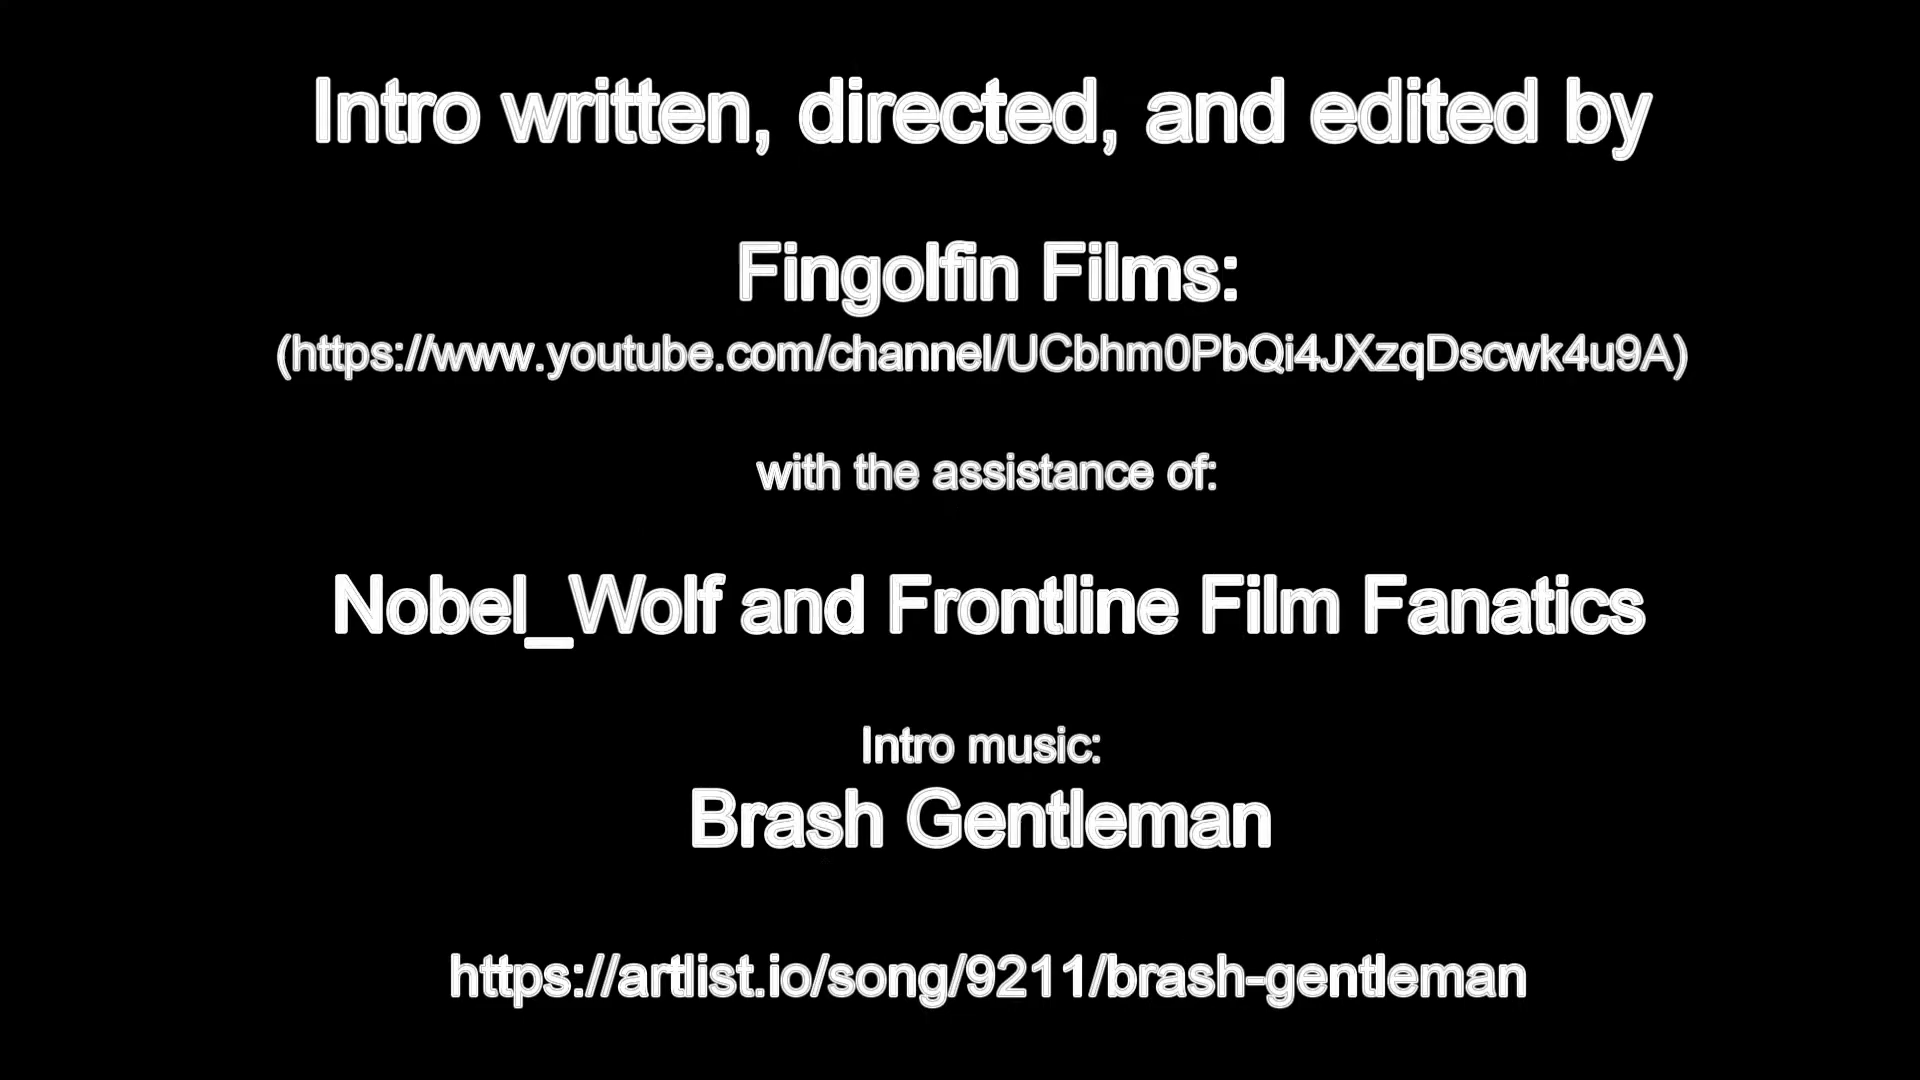 Intro written, directed, and edited by
Fingolfin Films:
(https://www.youtube.com/channel/UCbhm0PbQi4JXzqDscwk4u9A)
with the assistance of:
Nobel_Wolf and Frontline Film Fanatics
Intro music:
Brash Gentleman
https://artlist.io/song/9211/brash-gentleman